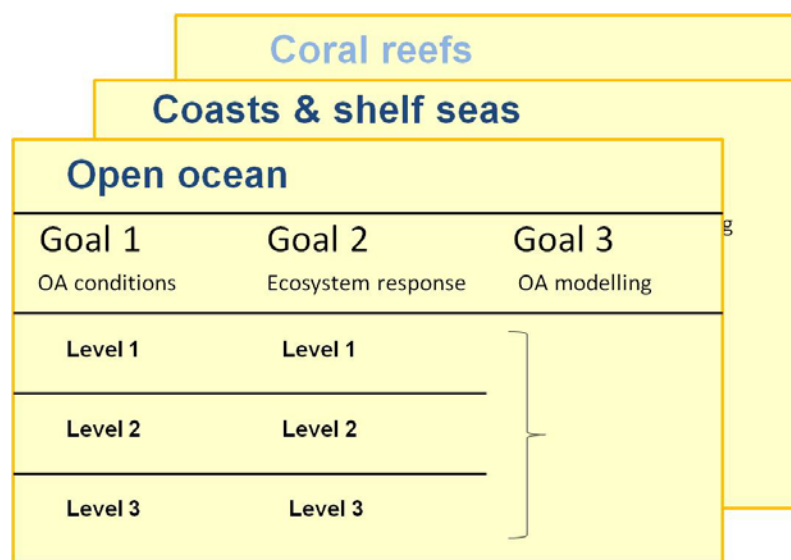 Coral reefs
Coasts & shelf seas
Open ocean
Goal 1 Goal 2 Goal 3
g
OA conditions Ecosystem response OA modelling
Level 1 Level 1
Level 2 Level 2
Level 3 Level 3